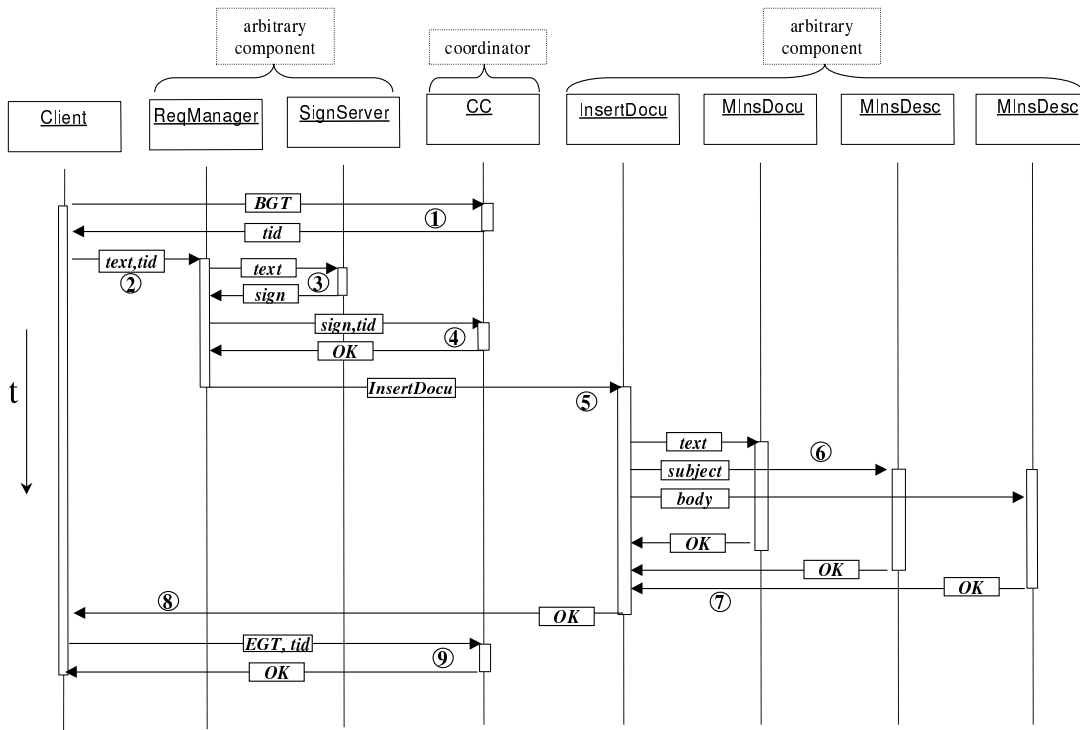 arbitrary
component
coordinator
arbitrary
component
Client
ReqManager
SignServer
CC
InsertDocu
MInsDocu
MInsDesc
MInsDesc
BGT
①
tid
text,tid
②
text
③
sign
sign,tid
④
OK
t
InsertDocu
⑤
text
⑥
subject
body
OK
OK
OK
⑦
⑧
OK
EGT, tid
⑨
OK